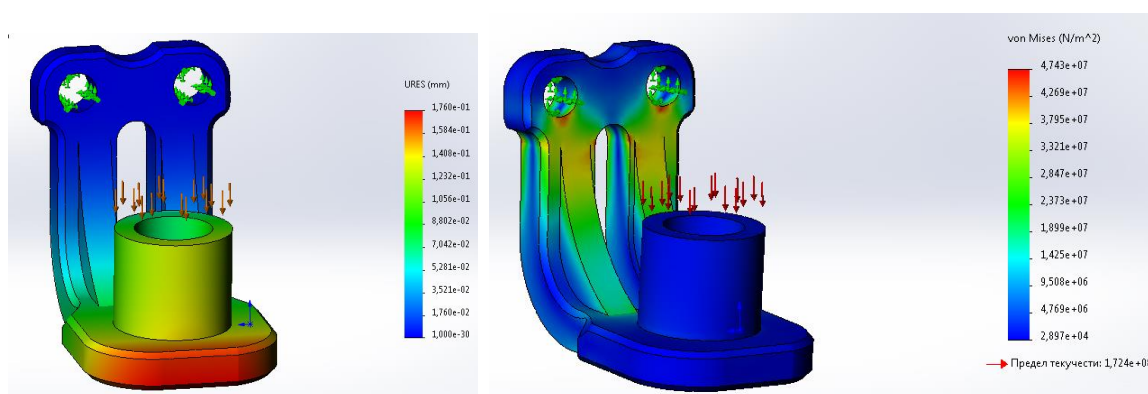 URES (mm)
1,760e-01
1,584e-01
1,408e-01
1,232e-01
1,056e-01
8,802e-02
7,042e-02
5,281e-02
3,521e-02
1,760e-02
1,000e-30
von Mises (N/m^2)
4,743e+07
4,269e+07
3,795e+07
3,321e+07
2,847e+07
2,373e+07
1,899e+07
1,425e+07
9,508e+06
4,769e+06
2,897e+04
Предел текучести: 1,724e+08